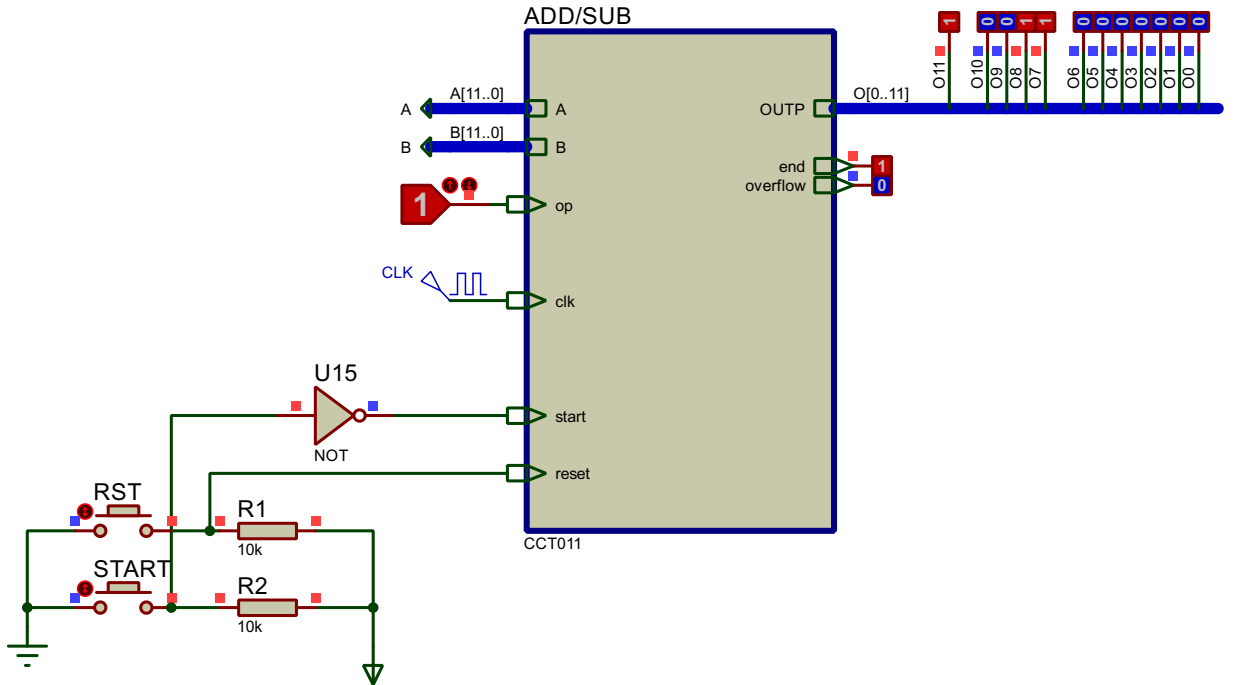 ADD/SUB
1 0 0 1 1 0 0 0 0 0 0 0
O11 O10 O9 O8 O7 O6 O5 O4 O3 O2 O1 O0
A A[11..0] A OUTP O[0..11]
B B[11..0] B
end 1
overflow 0
1 op
CLK clk
U15
start
NOT
reset
RST R1
10k
CCT011
START R2
10k